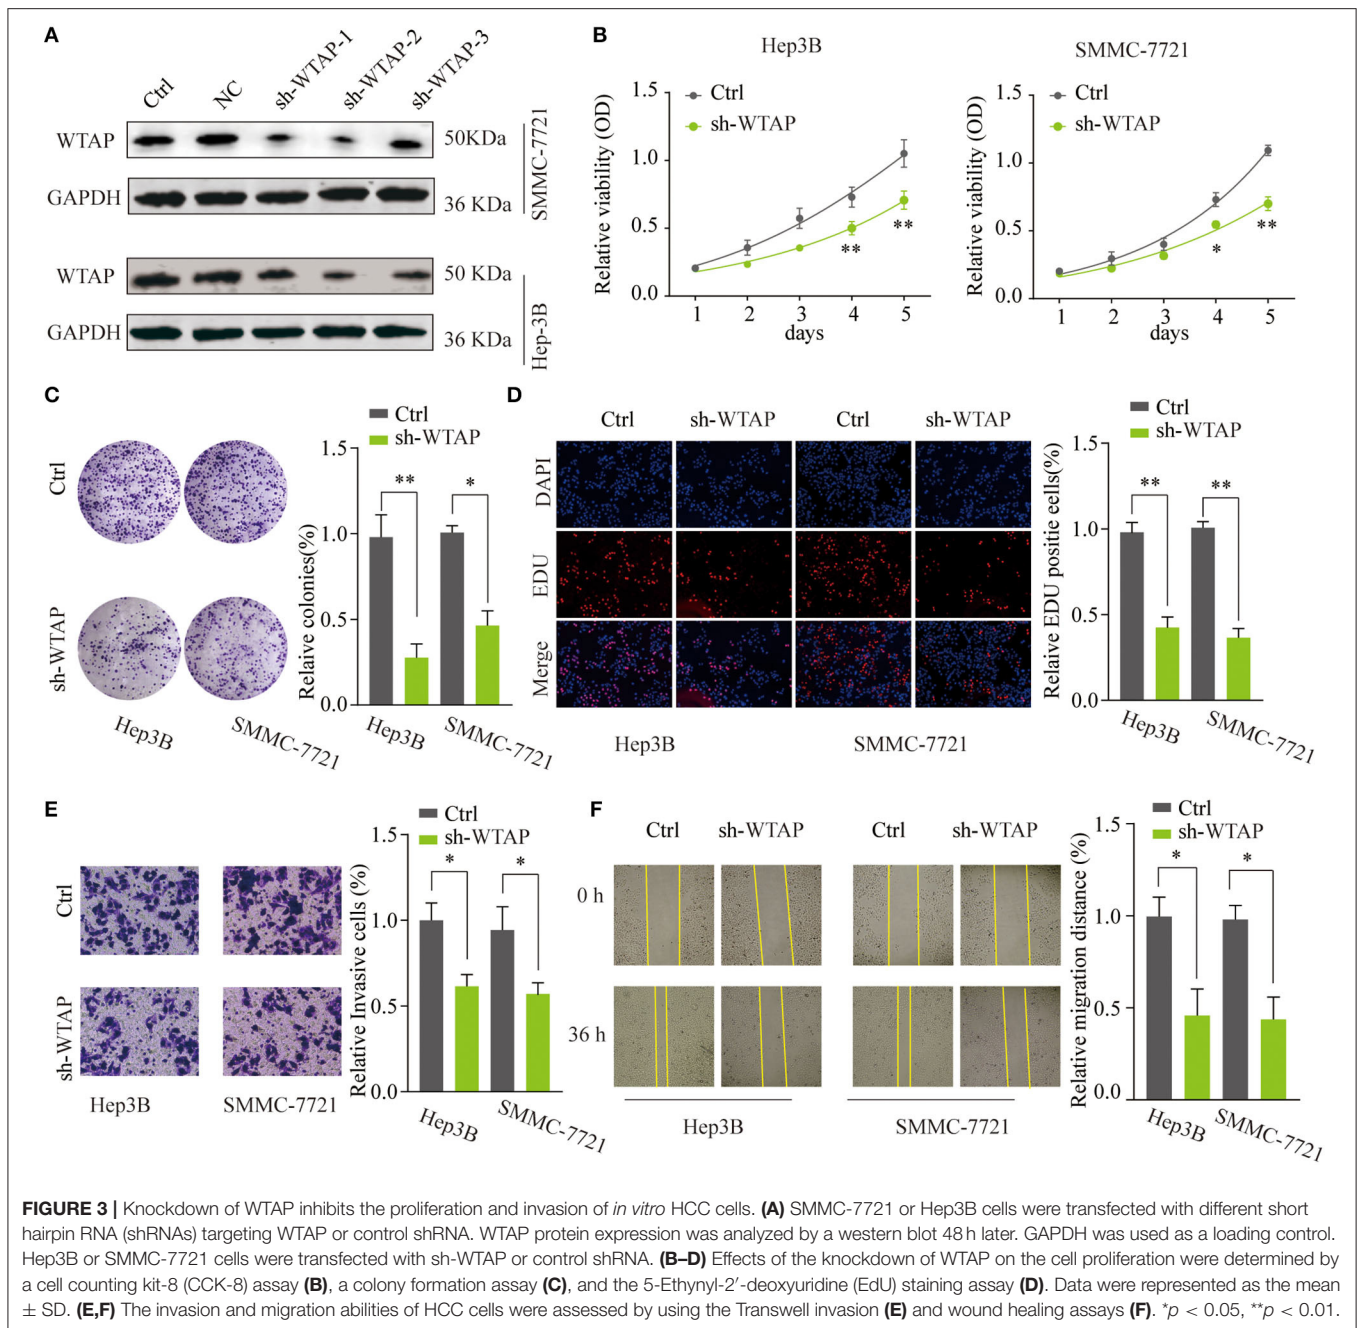 A
Ctrl
NC
sh-WTAP-1
sh-WTAP-2
sh-WTAP-3
WTAP
50KDa
GAPDH
36 KDa
SMMC-7721
WTAP
50 KDa
GAPDH
36 KDa
Hep-3B
B
Hep3B
Ctrl
sh-WTAP
Relative viability (OD)
1.5
1.0
0.5
0.0
**
**
1 2 3 4 5
days
SMMC-7721
Ctrl
sh-WTAP
Relative viability (OD)
1.5
1.0
0.5
0.0
*
**
1 2 3 4 5
days
C
Ctrl
sh-WTAP
Hep3B
SMMC-7721
Ctrl
sh-WTAP
Relaive colonies(%)
1.5
1.0
0.5
0.0
**
*
Hep3B
SMMC-7721
D
Ctrl
sh-WTAP
Ctrl
sh-WTAP
DAPI
EDU
Merge
Hep3B
SMMC-7721
Ctrl
sh-WTAP
Relaive EDU positie eells(%)
1.5
1.0
0.5
0.0
**
**
Hep3B
SMMC-7721
E
Ctrl
sh-WTAP
Hep3B
SMMC-7721
Ctrl
sh-WTAP
Relative Invasive cells (%)
1.5
1.0
0.5
0.0
*
*
Hep3B
SMMC-7721
F
Ctrl
sh-WTAP
Ctrl
sh-WTAP
0 h
36 h
Hep3B
SMMC-7721
Ctrl
sh-WTAP
Relative migration distance (%)
1.5
1.0
0.5
0.0
*
*
Hep3B
SMMC-7721
FIGURE 3 | Knockdown of WTAP inhibits the proliferation and invasion of in vitro HCC cells. (A) SMMC-7721 or Hep3B cells were transfected with different short
hairpin RNA (shRNAs) targeting WTAP or control shRNA. WTAP protein expression was analyzed by a western blot 48 h later. GAPDH was used as a loading control.
Hep3B or SMMC-7721 cells were transfected with sh-WTAP or control shRNA. (B–D) Effects of the knockdown of WTAP on the cell proliferation were determined by
a cell counting kit-8 (CCK-8) assay (B), a colony formation assay (C), and the 5-Ethynyl-2′-deoxyuridine (EdU) staining assay (D). Data were represented as the mean
± SD. (E,F) The invasion and migration abilities of HCC cells were assessed by using the Transwell invasion (E) and wound healing assays (F). *p < 0.05, **p < 0.01.